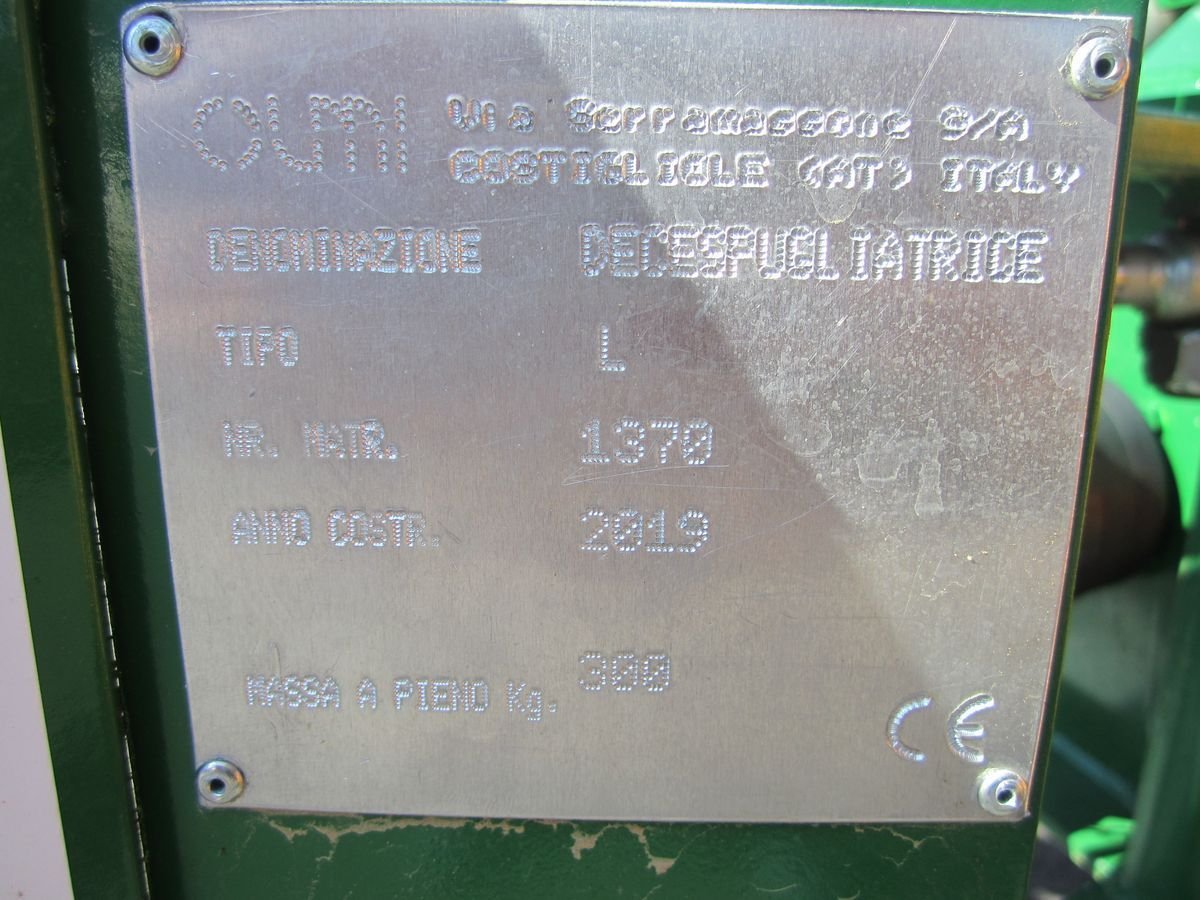 OLMI Via Serramassone 9/A
COSTIGLIOLE (AT) ITALY
DENOMINAZIONE DECESPUGLIATRICE
TIPO L
NR. MATR. 1370
ANNO COSTR. 2019
MASSA A PIENO Kg. 300
CE